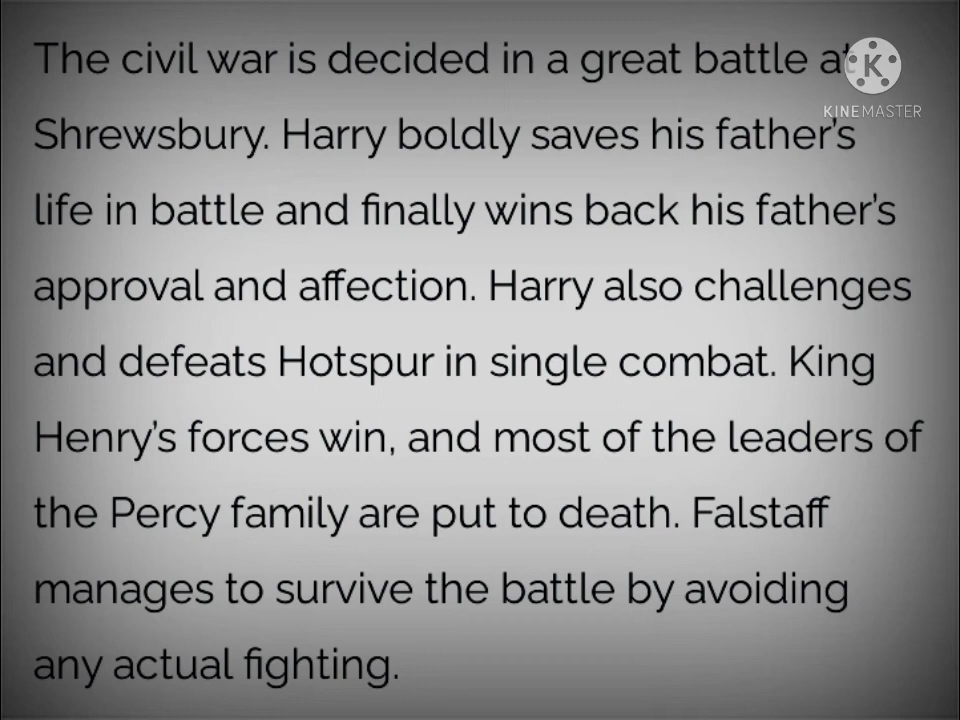 The civil war is decided in a great battle at
K
KINEMASTER
Shrewsbury. Harry boldly saves his father's
life in battle and finally wins back his father's
approval and affection. Harry also challenges
and defeats Hotspur in single combat. King
Henry's forces win, and most of the leaders of
the Percy family are put to death. Falstaff
manages to survive the battle by avoiding
any actual fighting.